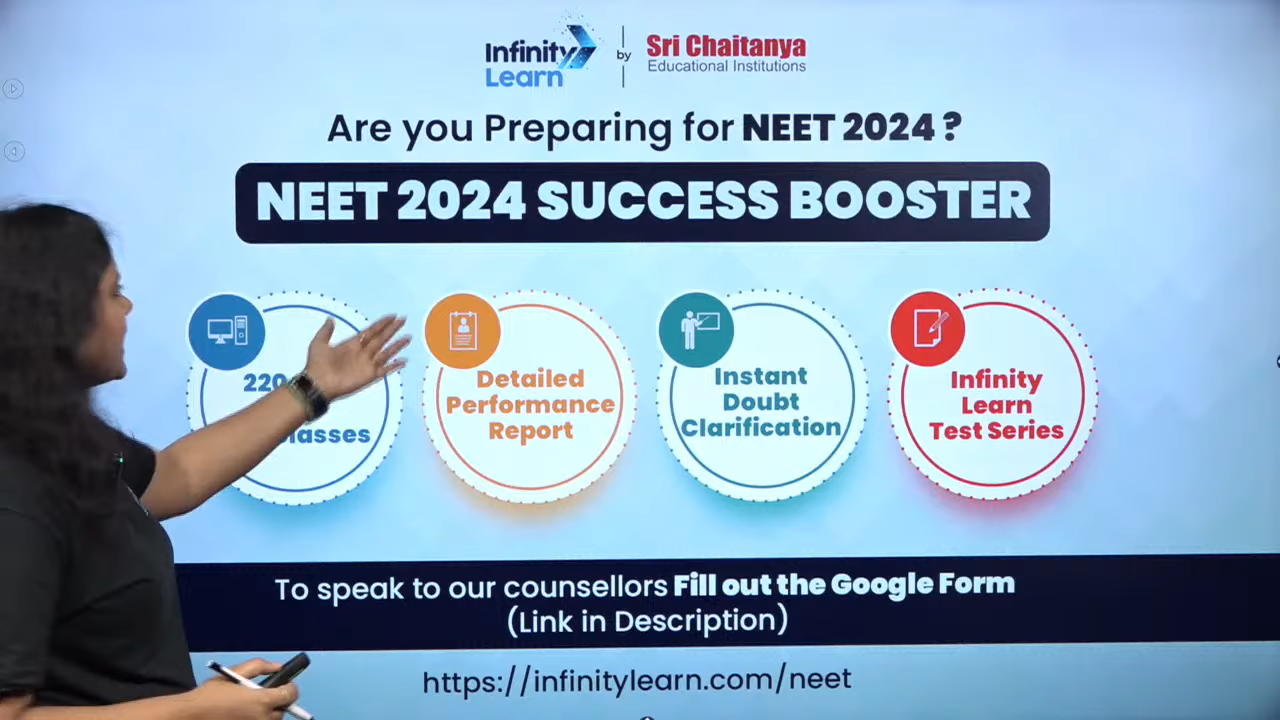 Infinity
Learn
by
Sri Chaitanya
Educational Institutions
Are you Preparing for NEET 2024 ?
NEET 2024 SUCCESS BOOSTER
220
lasses
Detailed
Performance
Report
Instant
Doubt
Clarification
Infinity
Learn
Test Series
To speak to our counsellors Fill out the Google Form
(Link in Description)
https://infinitylearn.com/neet